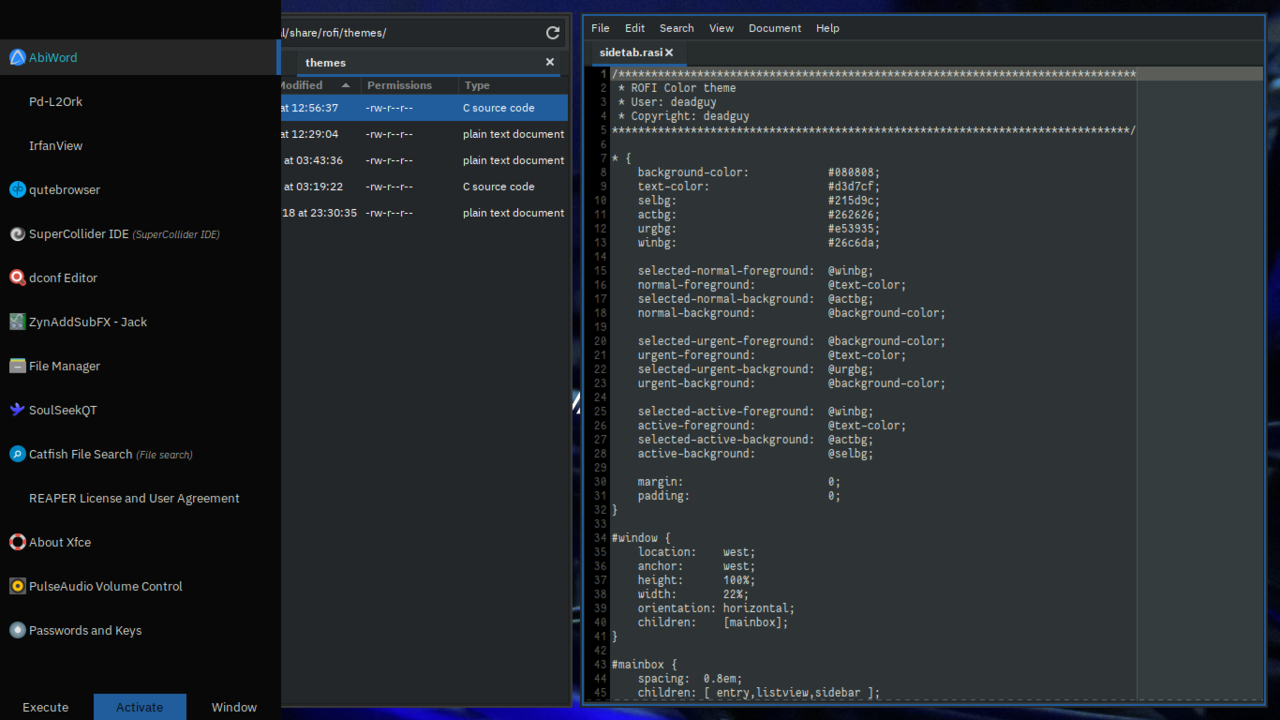 AbiWord
Pd-L2Ork
IrfanView
qutebrowser
SuperCollider IDE (SuperCollider IDE)
dconf Editor
ZynAddSubFX - Jack
File Manager
SoulSeekQT
Catfish File Search (File search)
REAPER License and User Agreement
About Xfce
PulseAudio Volume Control
Passwords and Keys
Execute Activate Window
l/share/rofi/themes/
themes
Modified Permissions Type
at 12:56:37 -rw-r--r-- C source code
at 12:29:04 -rw-r--r-- plain text document
at 03:43:36 -rw-r--r-- plain text document
at 03:19:22 -rw-r--r-- C source code
18 at 23:30:35 -rw-r--r-- plain text document
File Edit Search View Document Help
sidetab.rasi
1 /*******************************************************************************
2 * ROFI Color theme
3 * User: deadguy
4 * Copyright: deadguy
5 *******************************************************************************/
6
7 * {
8 background-color: #080808;
9 text-color: #d3d7cf;
10 selbg: #215d9c;
11 actbg: #262626;
12 urgbg: #e53935;
13 winbg: #26c6da;
14
15 selected-normal-foreground: @winbg;
16 normal-foreground: @text-color;
17 selected-normal-background: @actbg;
18 normal-background: @background-color;
19
20 selected-urgent-foreground: @background-color;
21 urgent-foreground: @text-color;
22 selected-urgent-background: @urgbg;
23 urgent-background: @background-color;
24
25 selected-active-foreground: @winbg;
26 active-foreground: @text-color;
27 selected-active-background: @actbg;
28 active-background: @selbg;
29
30 margin: 0;
31 padding: 0;
32 }
33
34 #window {
35 location: west;
36 anchor: west;
37 height: 100%;
38 width: 22%;
39 orientation: horizontal;
40 children: [mainbox];
41 }
42
43 #mainbox {
44 spacing: 0.8em;
45 children: [ entry,listview,sidebar ];